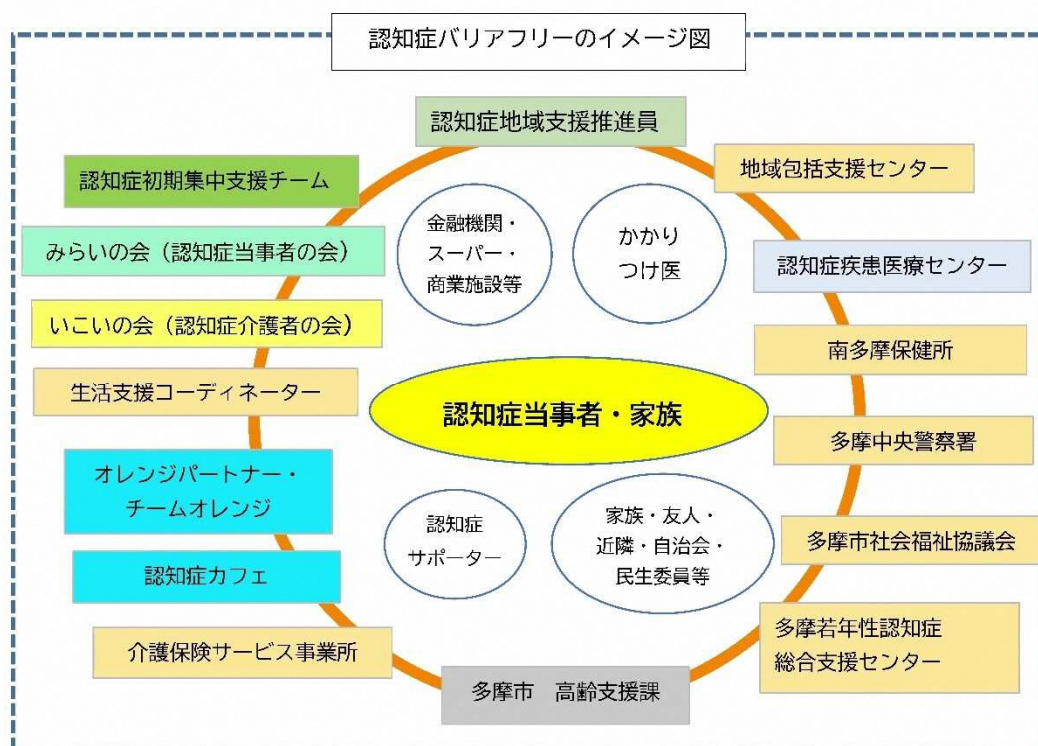 認知症バリアフリーのイメージ図
認知症地域支援推進員
認知症初期集中支援チーム
地域包括支援センター
みらいの会（認知症当事者の会）
金融機関・
スーパー・
商業施設等
かかり
つけ医
認知症疾患医療センター
いこいの会（認知症介護者の会）
南多摩保健所
生活支援コーディネーター
認知症当事者・家族
多摩中央警察署
オレンジパートナー・
チームオレンジ
認知症
サポーター
家族・友人・
近隣・自治会・
民生委員等
多摩市社会福祉協議会
認知症カフェ
介護保険サービス事業所
多摩若年性認知症
総合支援センター
多摩市　高齢支援課